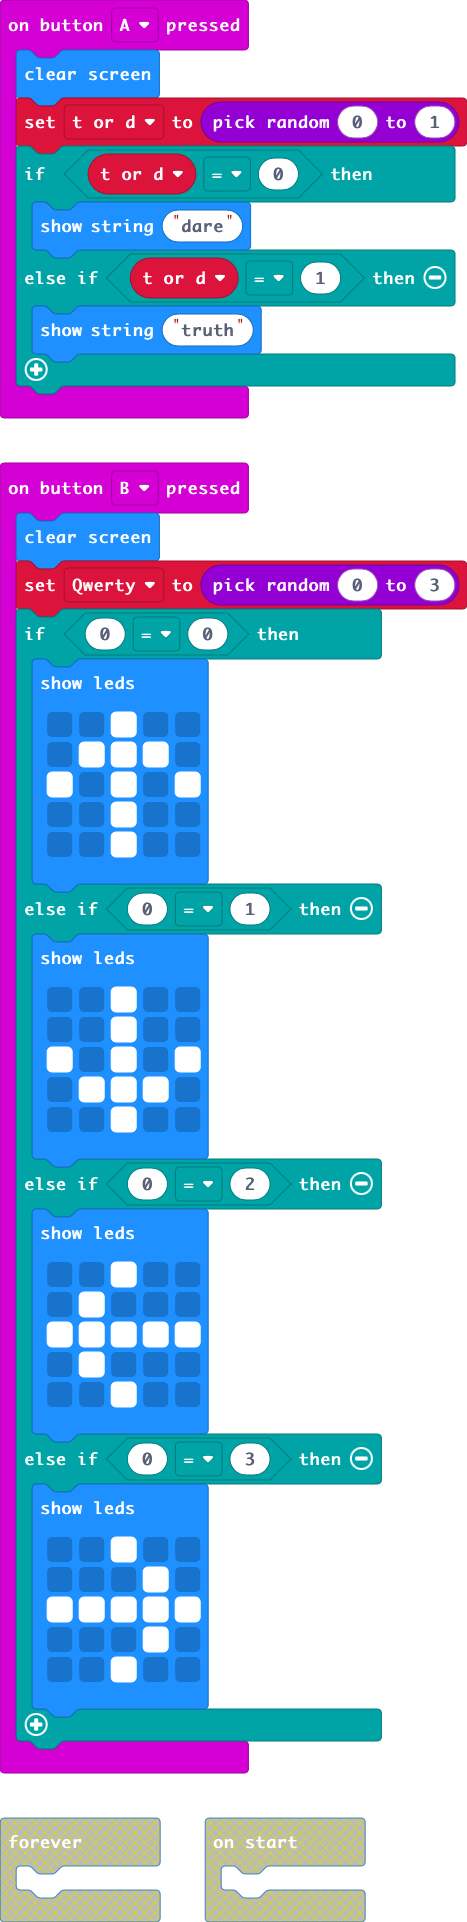 on button A pressed
clear screen
set t or d to pick random 0 to 1
if t or d = 0 then
show string "dare"
else if t or d = 1 then
show string "truth"
on button B pressed
clear screen
set Qwerty to pick random 0 to 3
if 0 = 0 then
show leds
else if 0 = 1 then
show leds
else if 0 = 2 then
show leds
else if 0 = 3 then
show leds
forever
on start